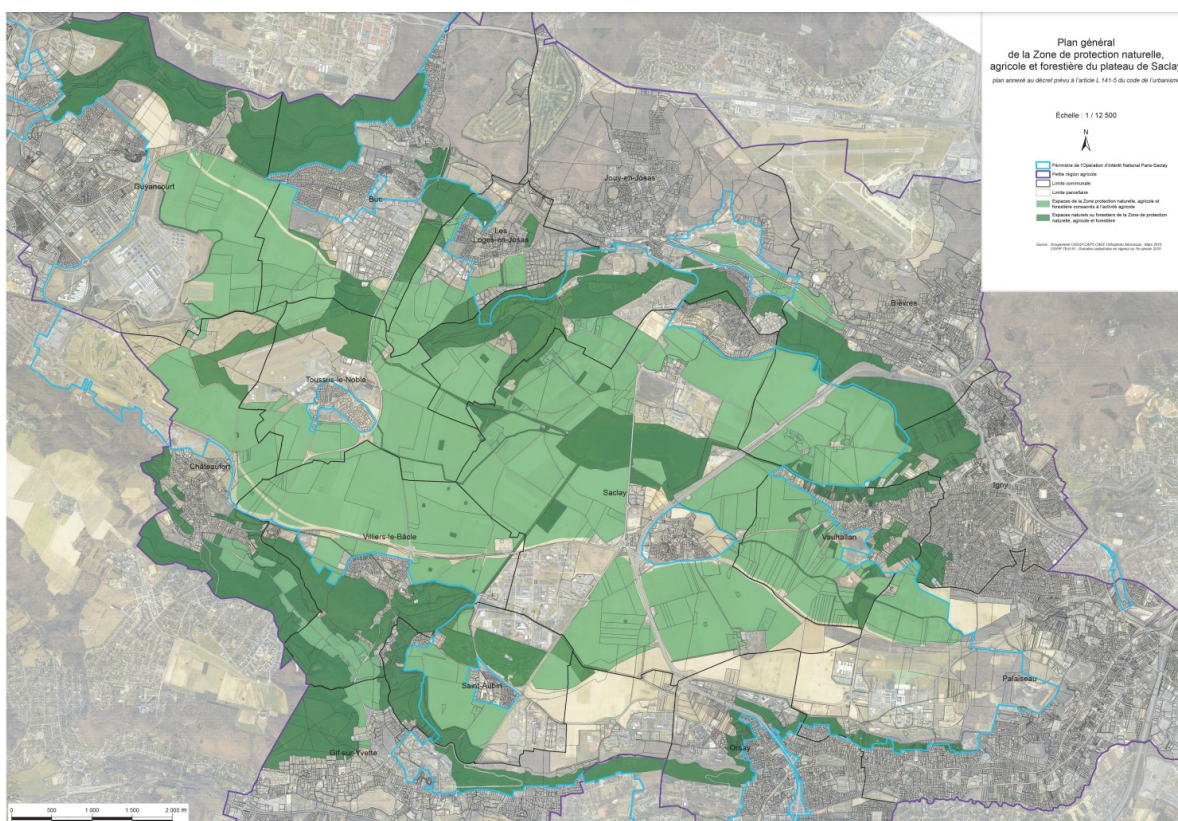 Plan général
de la Zone de protection naturelle,
agricole et forestière du plateau de Saclay
plan annexé au décret prévu à l'article L 141-5 du code de l'urbanisme
Échelle : 1 / 12 500
N
Périmètre de l'Opération d'Intérêt National Paris-Saclay
Petite région agricole
Limite communale
Limite parcellaire
Espaces de la Zone protection naturelle, agricole et
forestière consacrés à l'activité agricole
Espaces naturels ou forestiers de la Zone de protection
naturelle, agricole et forestière
Guyancourt
Buc
Jouy-en-Josas
Les
Loges-en-Josas
Bièvres
Toussus-le-Noble
Châteaufort
Saclay
Igny
Villiers-le-Bâcle
Vauhallan
Saint-Aubin
Palaiseau
Gif-sur-Yvette
Orsay
0 500 1 000 1 500 2 000 m